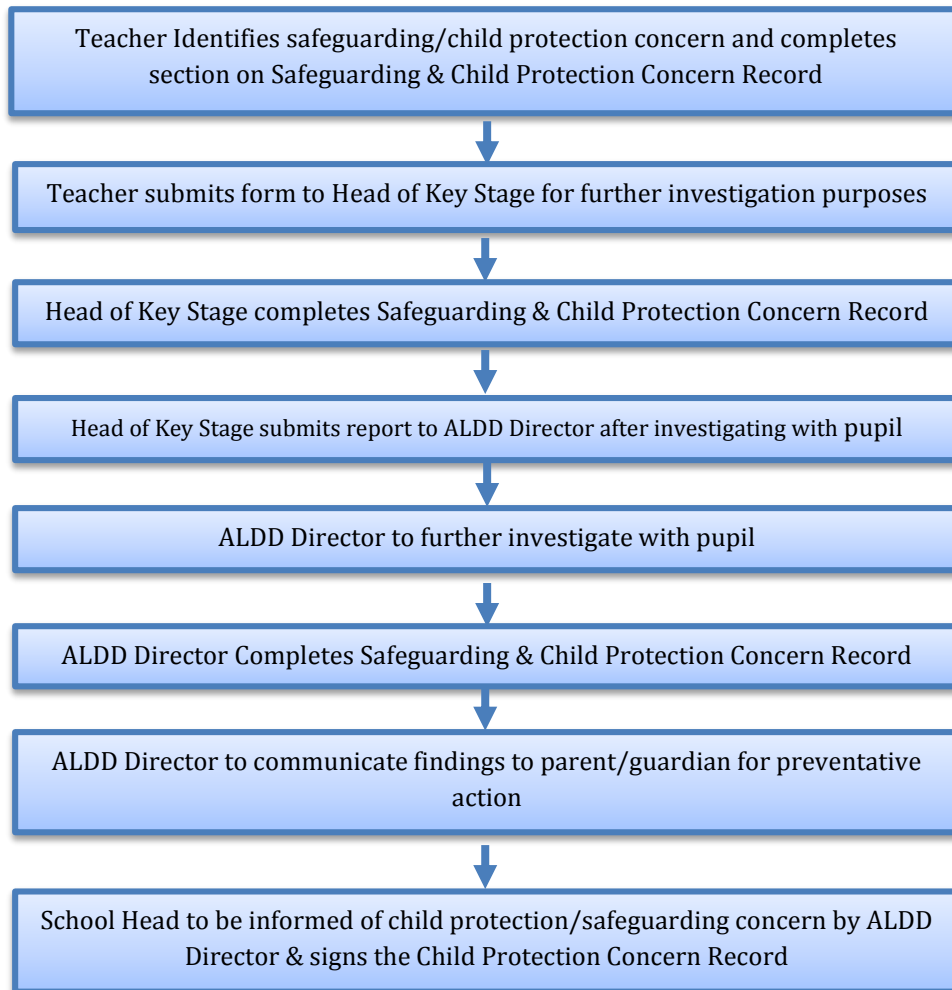 Teacher Identifies safeguarding/child protection concern and completes
section on Safeguarding & Child Protection Concern Record
Teacher submits form to Head of Key Stage for further investigation purposes
Head of Key Stage completes Safeguarding & Child Protection Concern Record
Head of Key Stage submits report to ALDD Director after investigating with pupil
ALDD Director to further investigate with pupil
ALDD Director Completes Safeguarding & Child Protection Concern Record
ALDD Director to communicate findings to parent/guardian for preventative
action
School Head to be informed of child protection/safeguarding concern by ALDD
Director & signs the Child Protection Concern Record